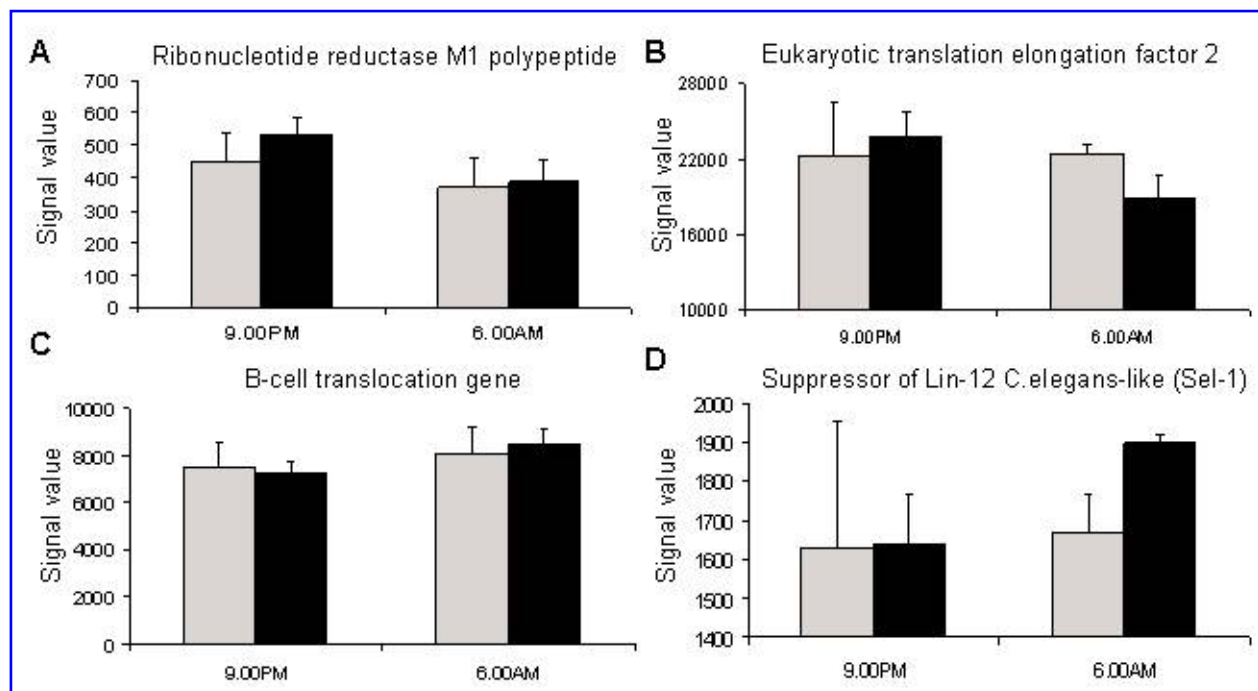 A
Ribonucleotide reductase M1 polypeptide
Signal value
700
600
500
400
300
200
100
0
9.00PM
6.00AM
B
Eukaryotic translation elongation factor 2
Signal value
28000
22000
16000
10000
9.00PM
6.00AM
C
B-cell translocation gene
Signal value
10000
8000
6000
4000
2000
0
9.00PM
6.00AM
D
Suppressor of Lin-12 C.elegans-like (Sel-1)
Signal value
2000
1900
1800
1700
1600
1500
1400
9.00PM
6.00AM